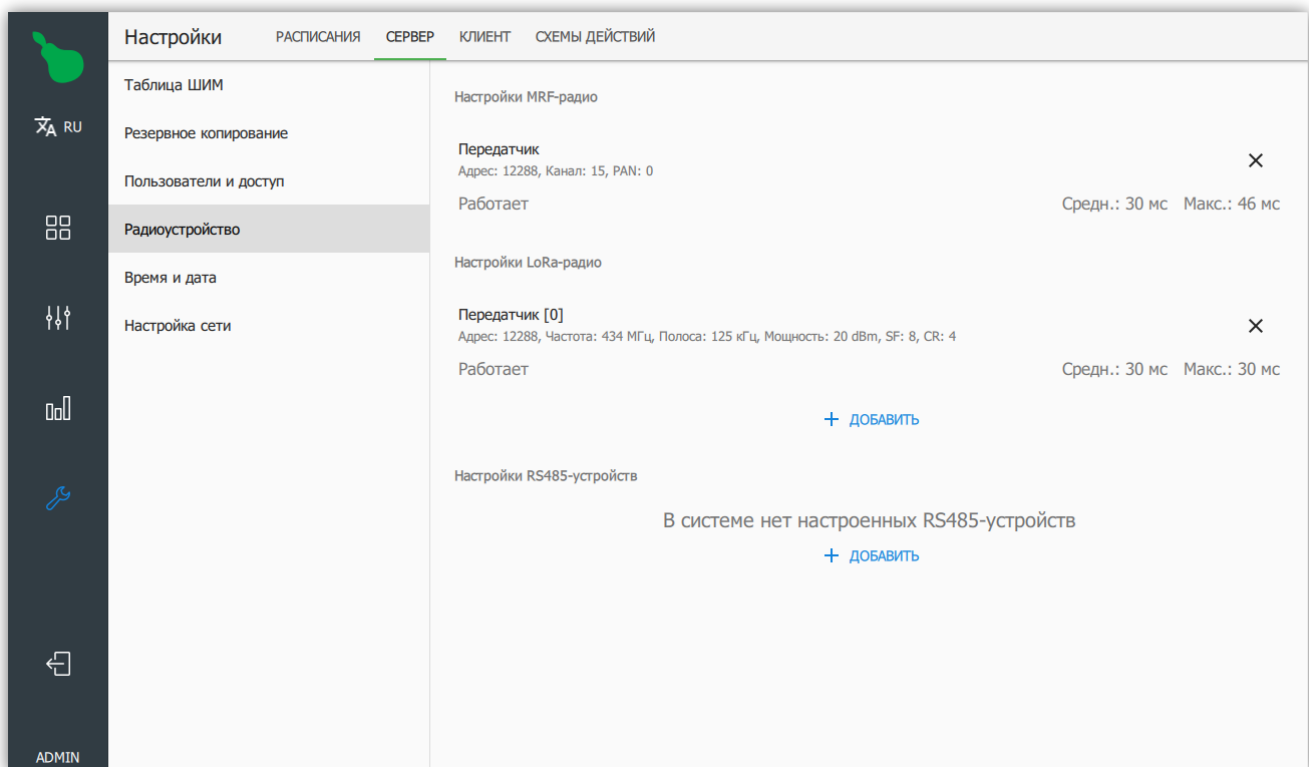 Настройки РАСПИСАНИЯ СЕРВЕР КЛИЕНТ СХЕМЫ ДЕЙСТВИЙ
RU
ADMIN
Таблица ШИМ
Резервное копирование
Пользователи и доступ
Радиоустройство
Время и дата
Настройка сети
Настройки MRF-радио
Передатчик
Адрес: 12288, Канал: 15, PAN: 0
Работает Средн.: 30 мс Макс.: 46 мс
Настройки LoRa-радио
Передатчик [0]
Адрес: 12288, Частота: 434 МГц, Полоса: 125 кГц, Мощность: 20 dBm, SF: 8, CR: 4
Работает Средн.: 30 мс Макс.: 30 мс
+ ДОБАВИТЬ
Настройки RS485-устройств
В системе нет настроенных RS485-устройств
+ ДОБАВИТЬ